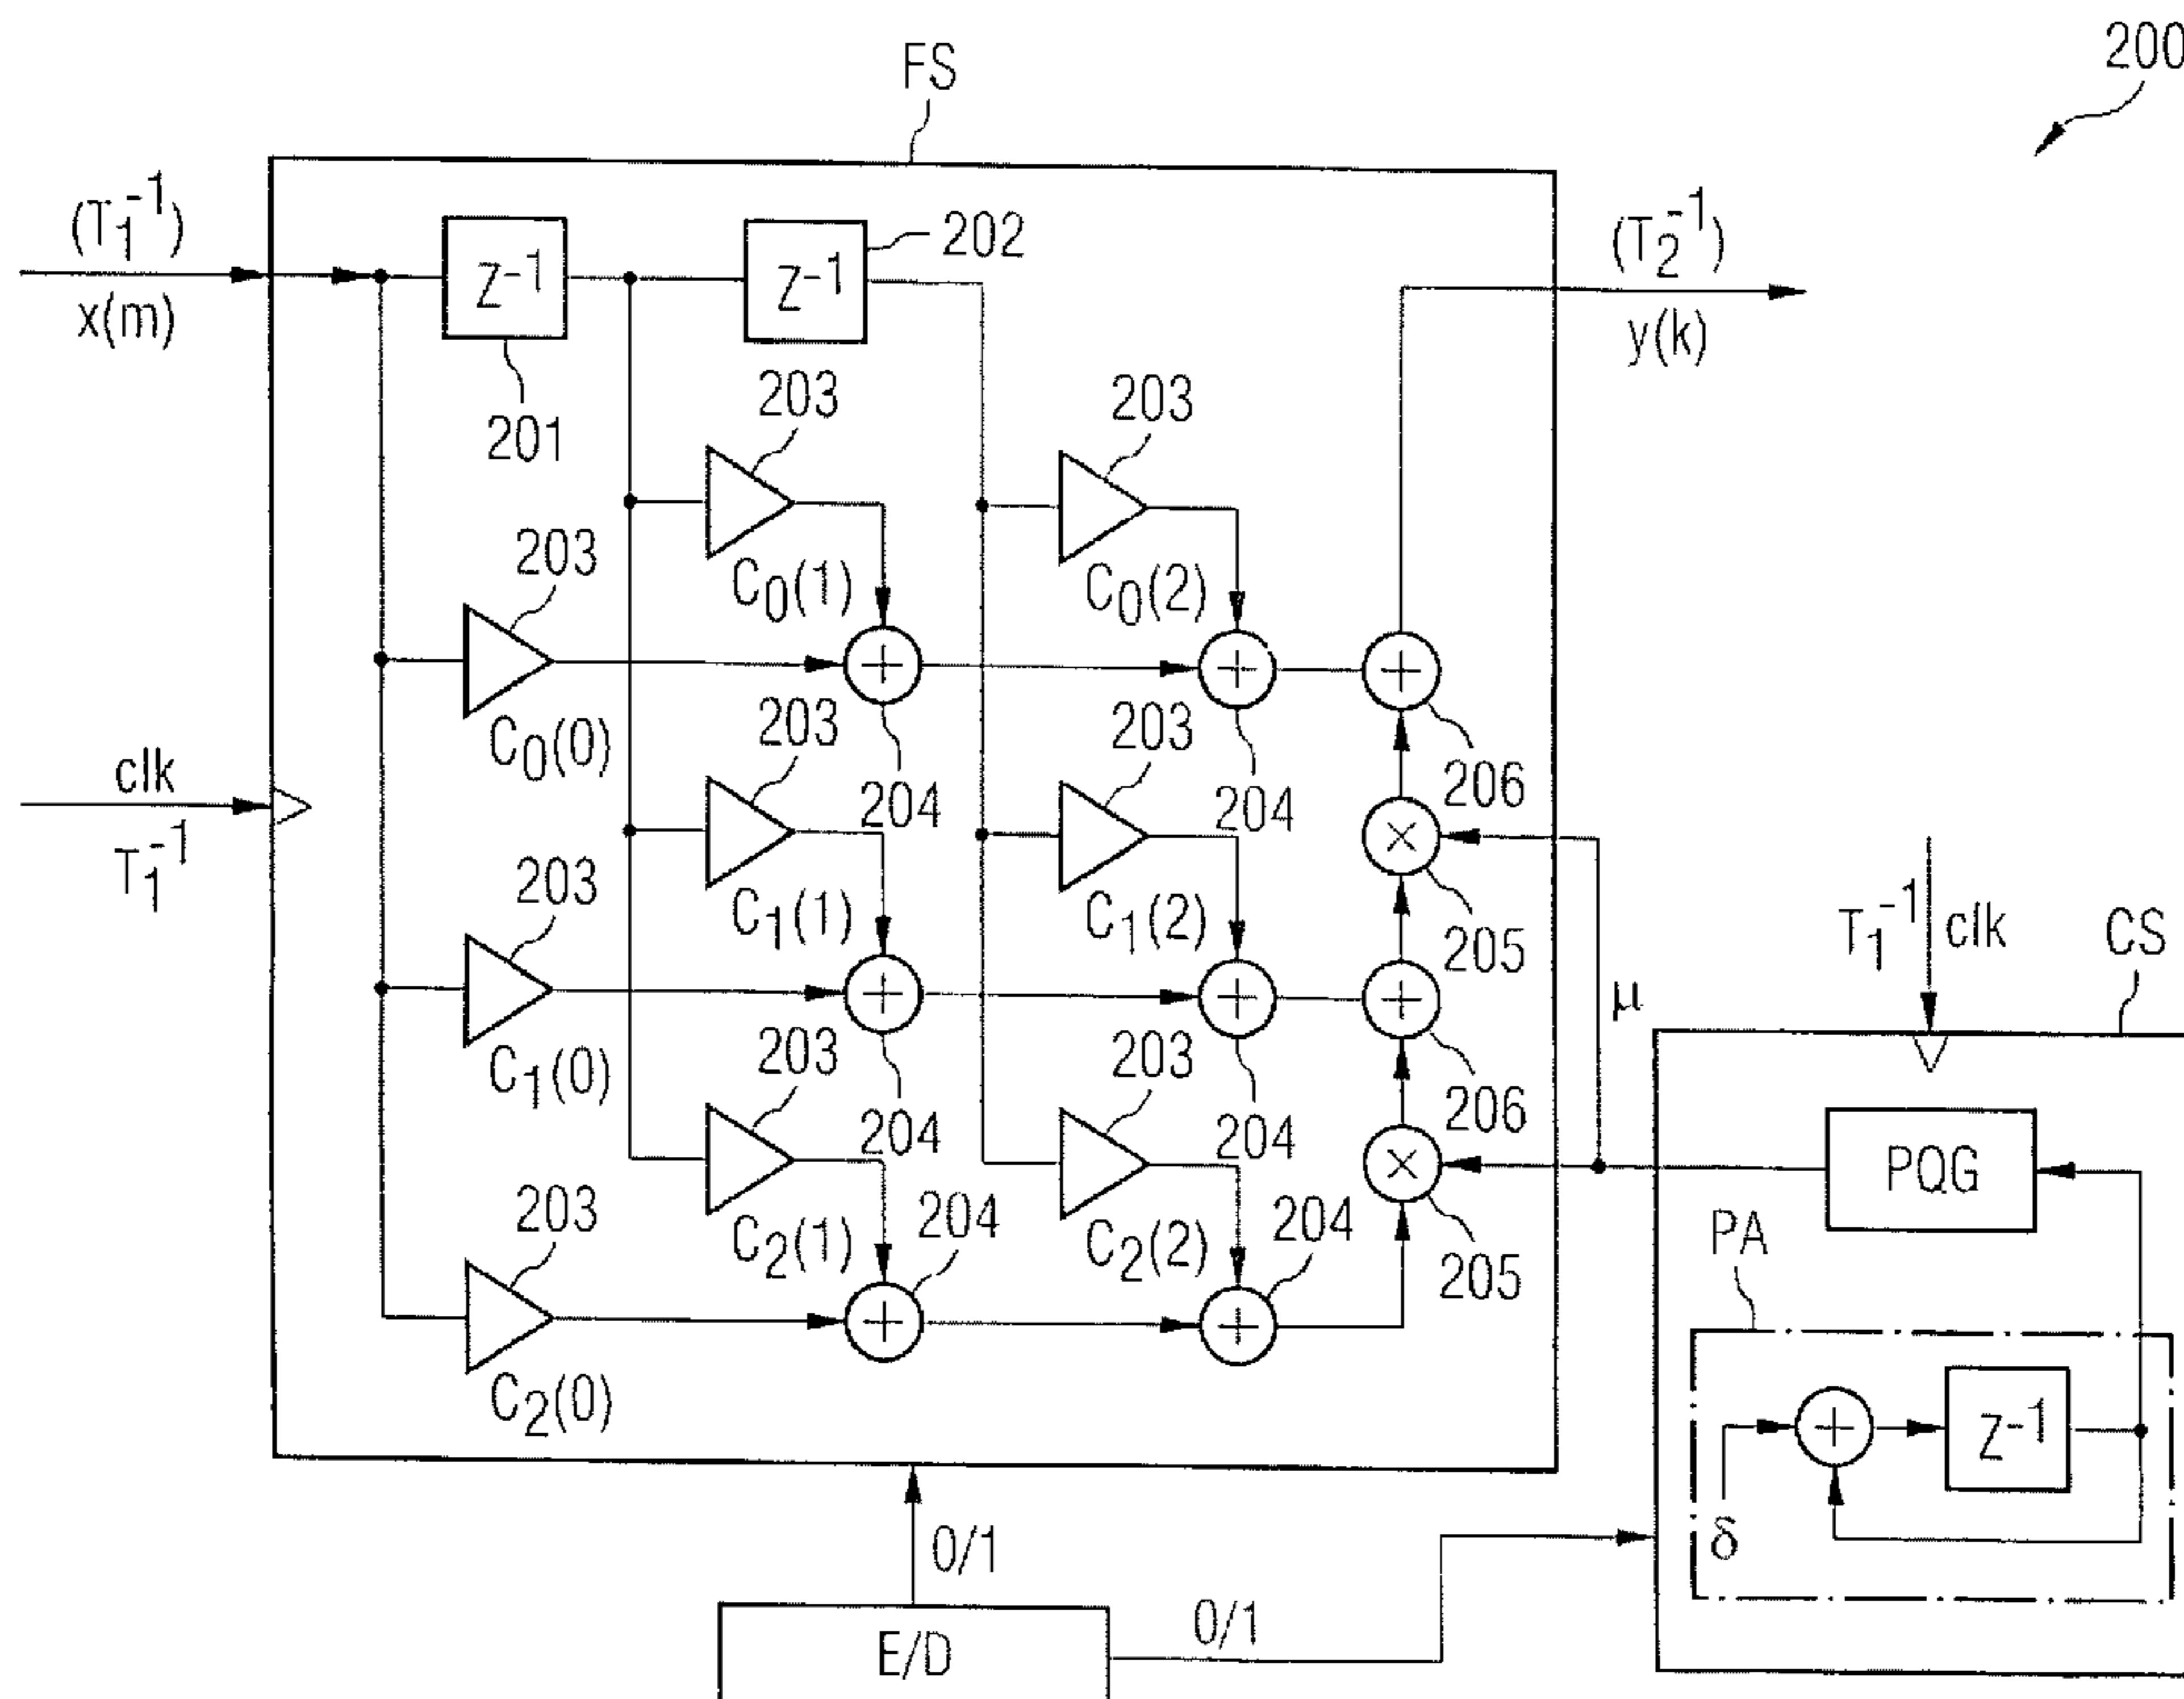 200
FS
(T₁⁻¹)
x(m)
Z⁻¹
201
Z⁻¹
202
(T₂⁻¹)
y(k)
203
C₀(1)
203
C₀(2)
203
C₀(0)
204
204
206
clk
T₁⁻¹
203
C₁(1)
203
C₁(2)
205
203
C₁(0)
204
204
206
μ
T₁⁻¹ clk
CS
203
C₂(1)
203
C₂(2)
205
203
C₂(0)
204
204
PQG
PA
Z⁻¹
δ
0/1
0/1
E/D